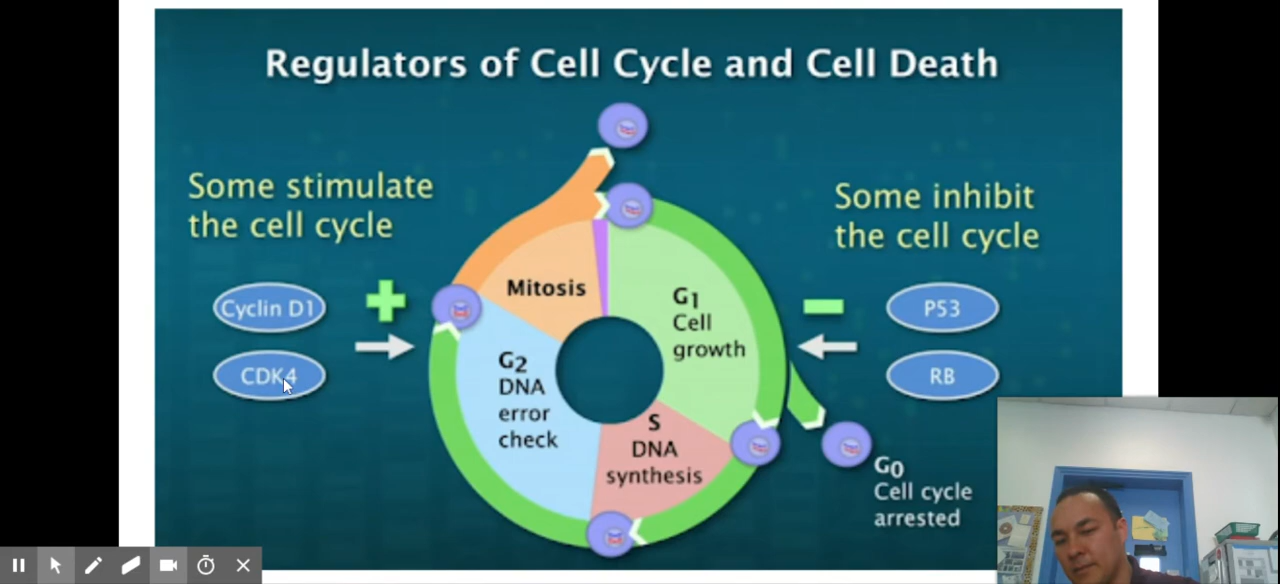 Regulators of Cell Cycle and Cell Death
Some stimulate
the cell cycle
Cyclin D1
CDK4
Some inhibit
the cell cycle
P53
RB
Mitosis
G1
Cell
growth
G2
DNA
error
check
S
DNA
synthesis
G0
Cell cycle
arrested